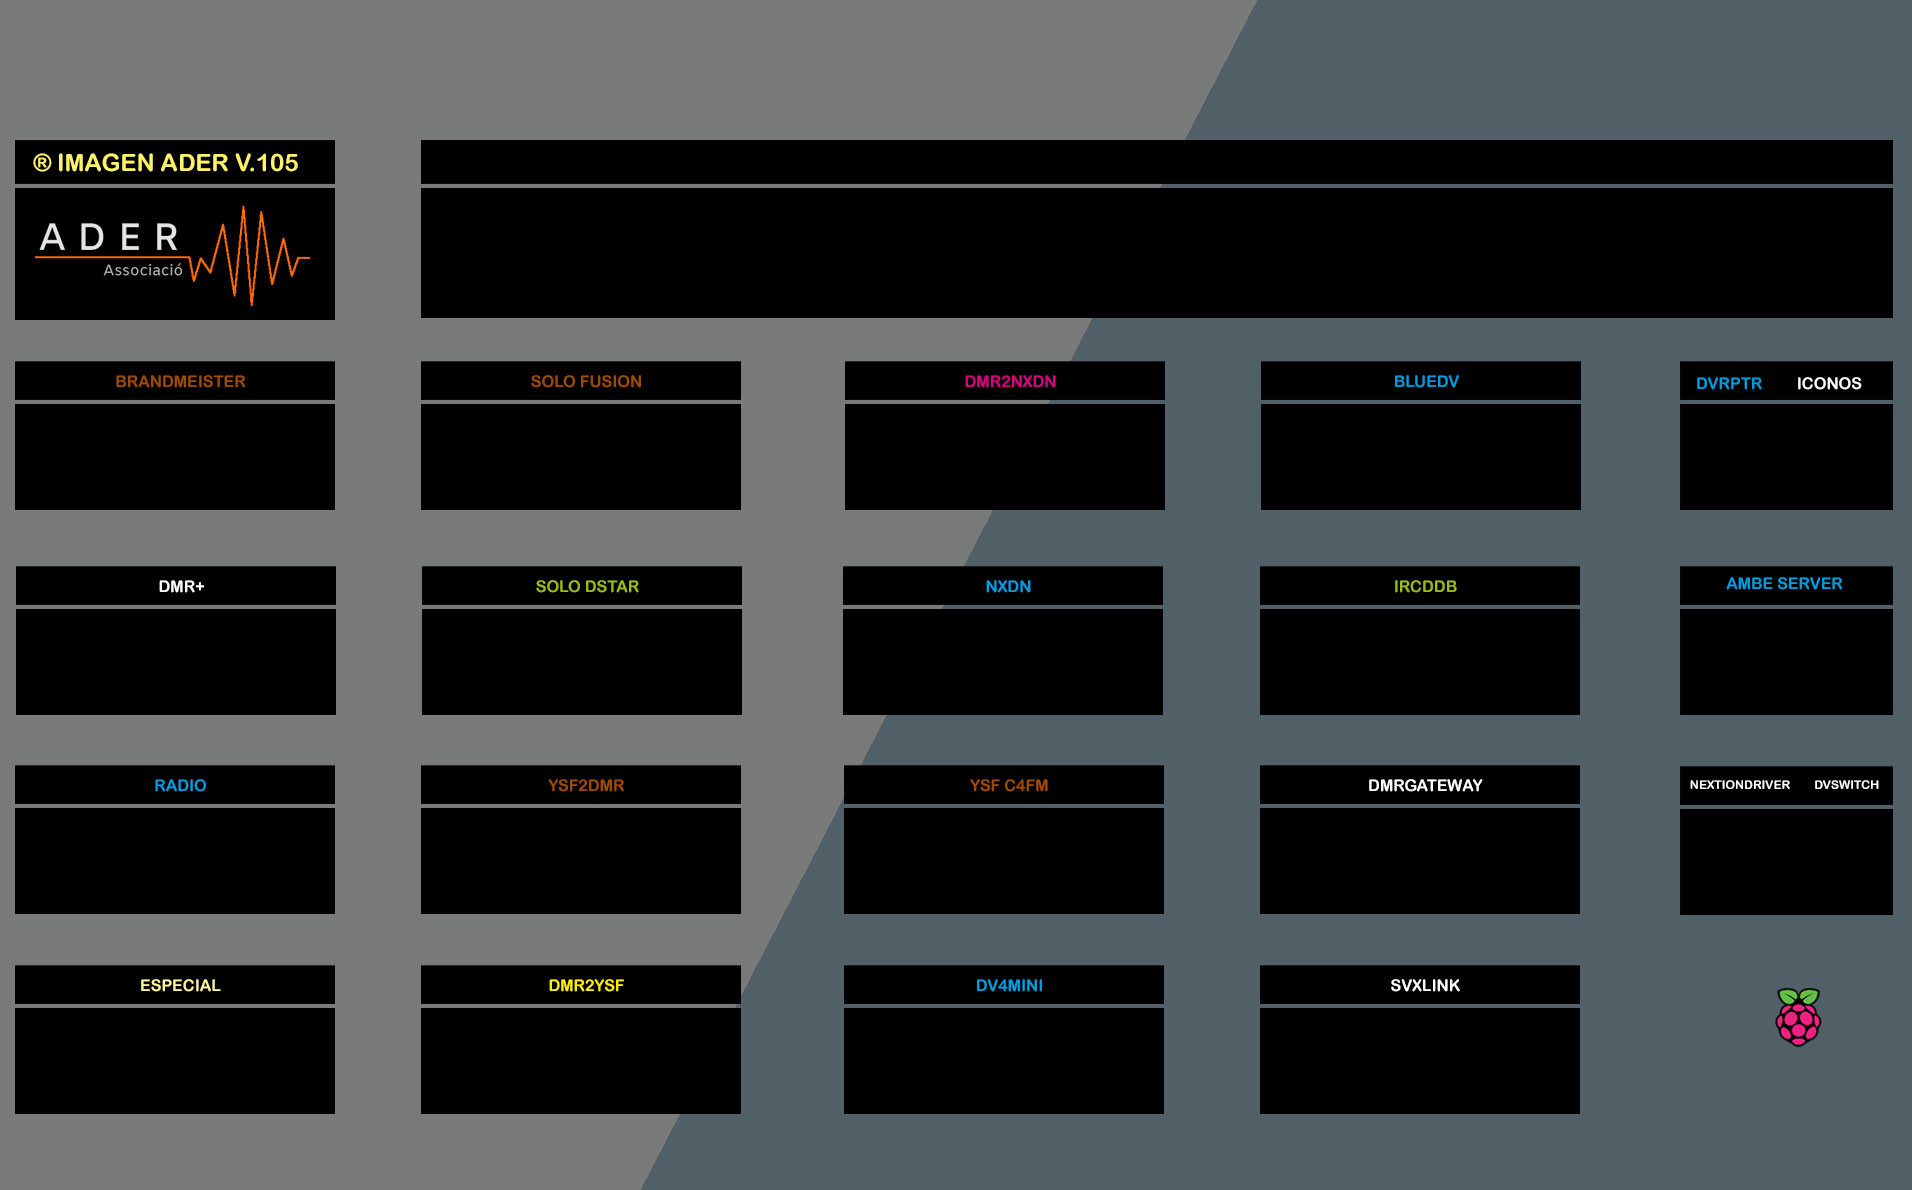 ® IMAGEN ADER V.105
ADER
Associació
BRANDMEISTER
SOLO FUSION
DMR2NXDN
BLUEDV
DVRPTR
ICONOS
DMR+
SOLO DSTAR
NXDN
IRCDDB
AMBE SERVER
RADIO
YSF2DMR
YSF C4FM
DMRGATEWAY
NEXTIONDRIVER
DVSWITCH
ESPECIAL
DMR2YSF
DV4MINI
SVXLINK